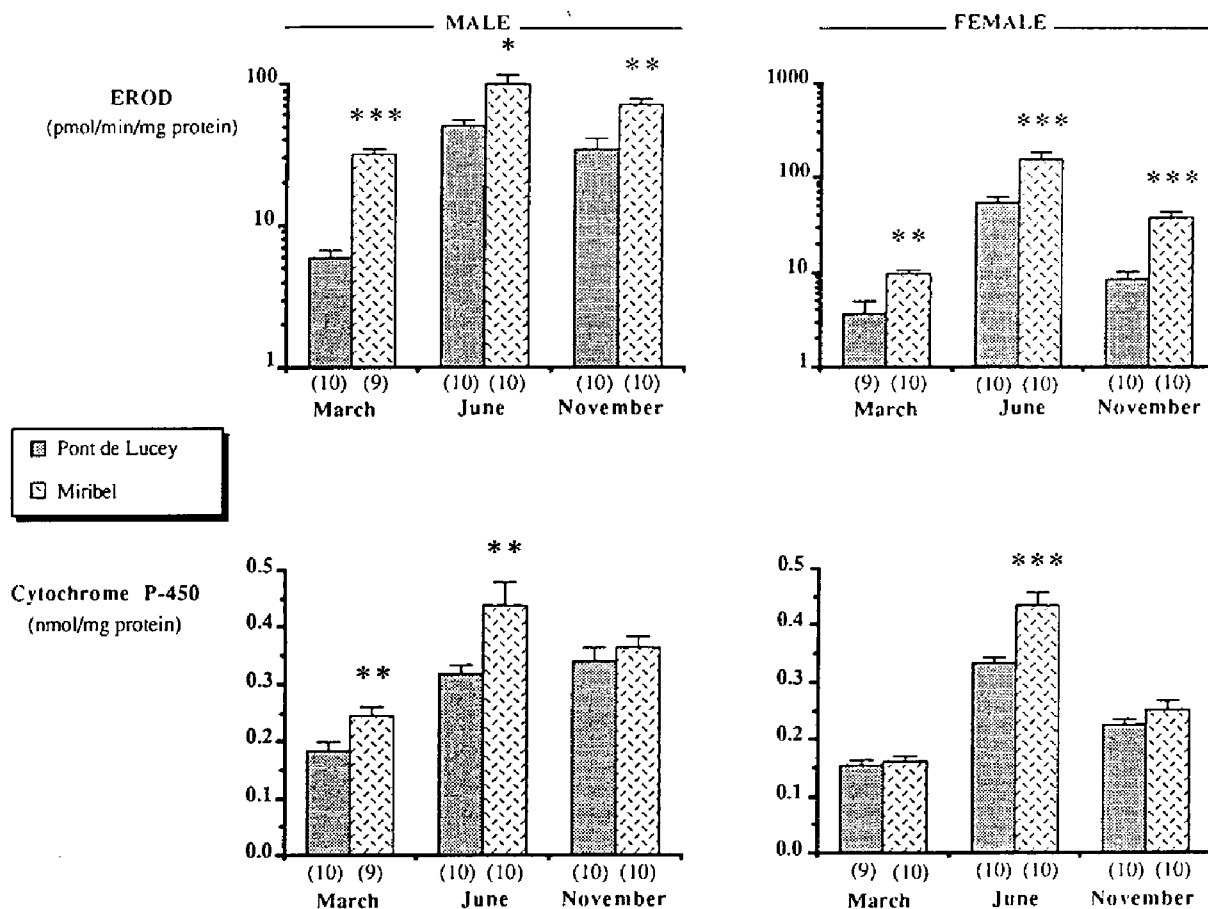 MALE
FEMALE
EROD
(pmol/min/mg protein)
100
10
1
*** * **
(10) (9) (10) (10) (10) (10)
March June November
1000
100
10
1
** *** ***
(9) (10) (10) (10) (10) (10)
March June November
Pont de Lucey
Miribel
Cytochrome P-450
(nmol/mg protein)
0.5
0.4
0.3
0.2
0.1
0.0
** **
(10) (9) (10) (10) (10) (10)
March June November
0.5
0.4
0.3
0.2
0.1
0.0
***
(9) (10) (10) (10) (10) (10)
March June November